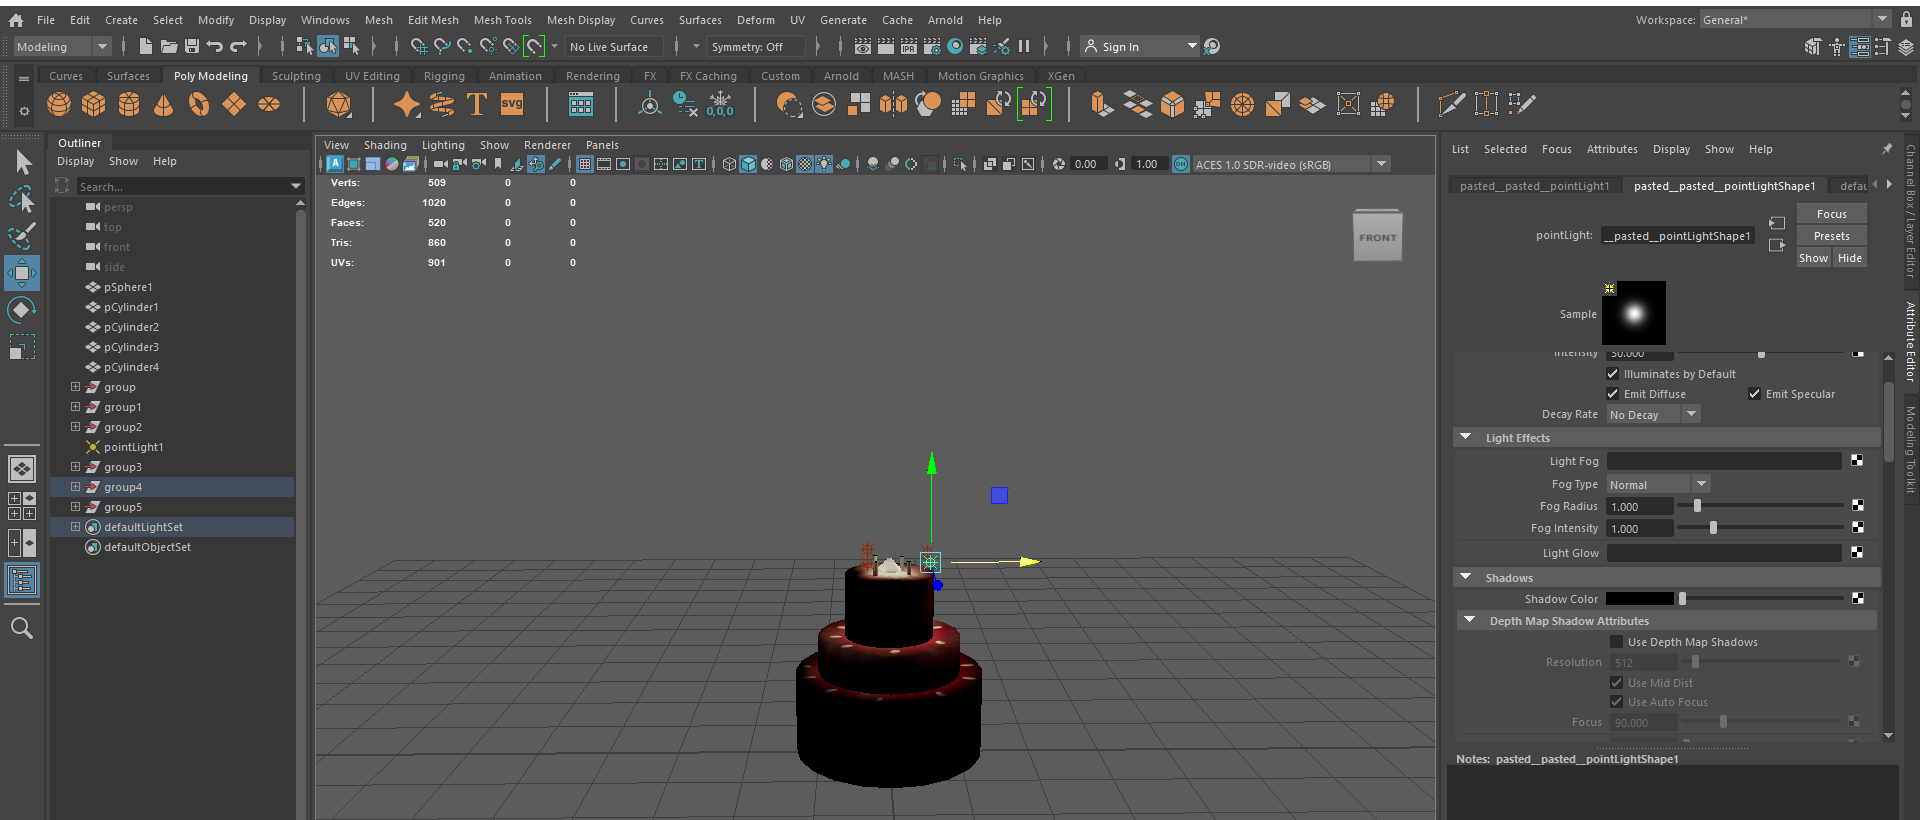 File Edit Create Select Modify Display Windows Mesh Edit Mesh Mesh Tools Mesh Display Curves Surfaces Deform UV Generate Cache Arnold Help Workspace: General*
Modeling No Live Surface Symmetry: Off IPR Sign In
Curves Surfaces Poly Modeling Sculpting UV Editing Rigging Animation Rendering FX FX Caching Custom Arnold MASH Motion Graphics XGen
T SVG 0,0,0
Outliner
Display Show Help
Search...
persp
top
front
side
pSphere1
pCylinder1
pCylinder2
pCylinder3
pCylinder4
group
group1
group2
pointLight1
group3
group4
group5
defaultLightSet
defaultObjectSet
View Shading Lighting Show Renderer Panels
0.00 1.00 ON ACES 1.0 SDR-video (sRGB)
Verts: 509 0 0
Edges: 1020 0 0
Faces: 520 0 0
Tris: 860 0 0
UVs: 901 0 0
FRONT
List Selected Focus Attributes Display Show Help
pasted__pasted__pointLight1 pasted__pasted__pointLightShape1 defau
Focus
pointLight: __pasted__pointLightShape1 Presets
Show Hide
Sample
Intensity 30.000
Illuminates by Default
Emit Diffuse Emit Specular
Decay Rate No Decay
Light Effects
Light Fog
Fog Type Normal
Fog Radius 1.000
Fog Intensity 1.000
Light Glow
Shadows
Shadow Color
Depth Map Shadow Attributes
Use Depth Map Shadows
Resolution 512
Use Mid Dist
Use Auto Focus
Focus 90.000
Notes: pasted__pasted__pointLightShape1
Channel Box / Layer Editor
Attribute Editor
Modeling Toolkit